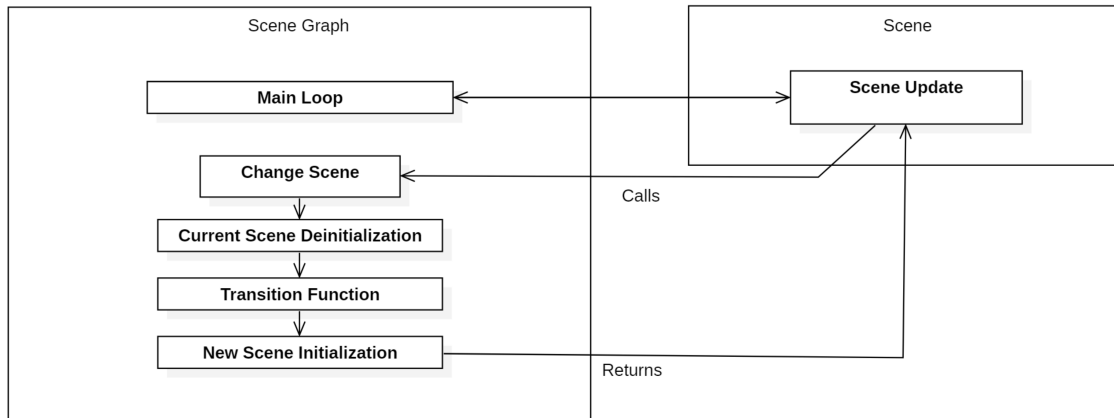 Scene Graph
Scene
Main Loop
Scene Update
Change Scene
Calls
Current Scene Deinitialization
Transition Function
New Scene Initialization
Returns